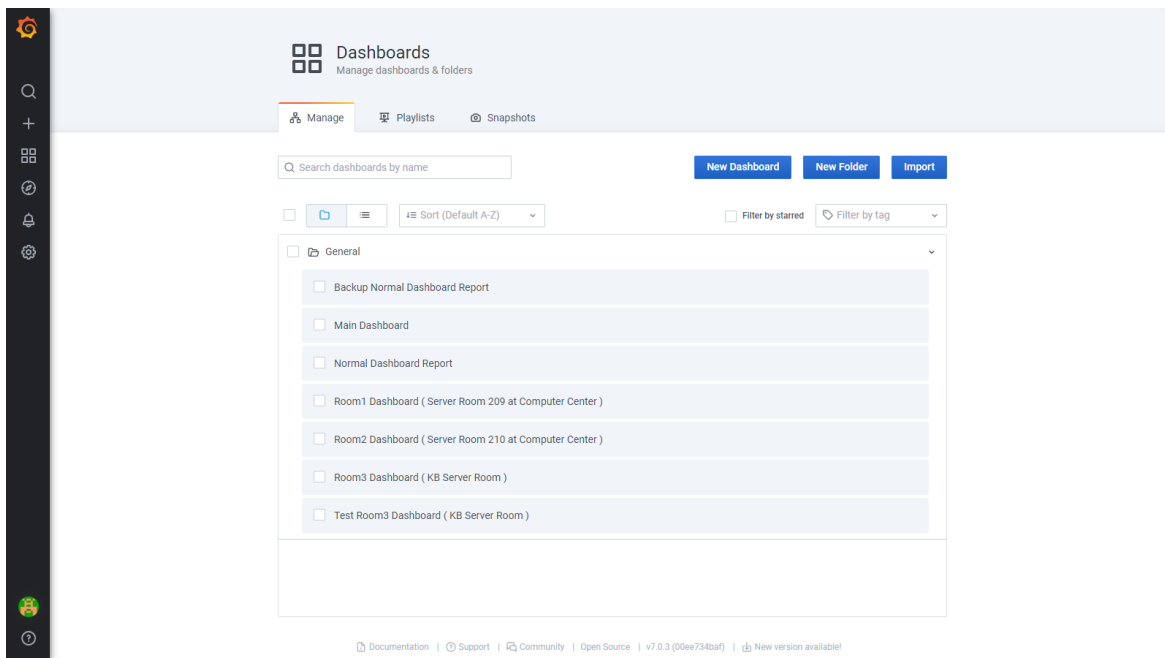 Dashboards
Manage dashboards & folders
Manage Playlists Snapshots
Search dashboards by name New Dashboard New Folder Import
Sort (Default A-Z) Filter by starred Filter by tag
General
Backup Normal Dashboard Report
Main Dashboard
Normal Dashboard Report
Room1 Dashboard ( Server Room 209 at Computer Center )
Room2 Dashboard ( Server Room 210 at Computer Center )
Room3 Dashboard ( KB Server Room )
Test Room3 Dashboard ( KB Server Room )
Documentation | Support | Community | Open Source | v7.0.3 (00ee734baf) | New version available!